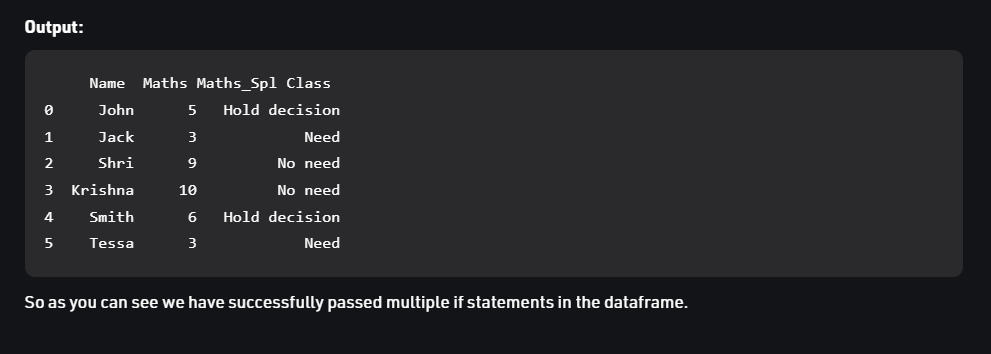 Output:
Name Maths Maths_Spl Class
0 John 5 Hold decision
1 Jack 3 Need
2 Shri 9 No need
3 Krishna 10 No need
4 Smith 6 Hold decision
5 Tessa 3 Need
So as you can see we have successfully passed multiple if statements in the dataframe.